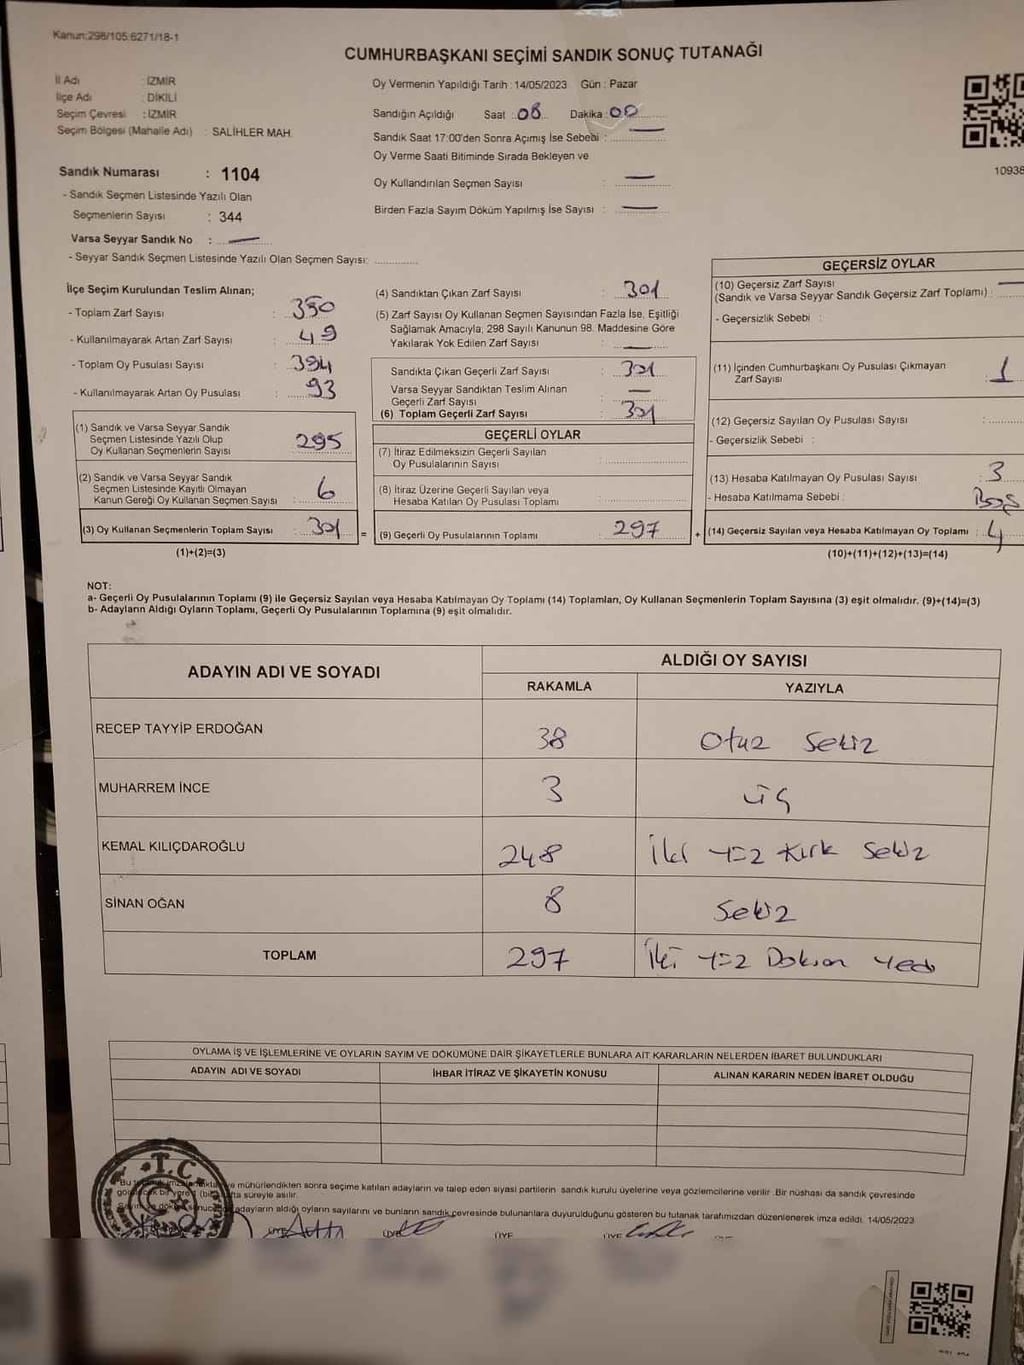 Kanun:298/105:6271/18-1
CUMHURBAŞKANI SEÇİMİ SANDIK SONUÇ TUTANAĞI
İl Adı : İZMİR
İlçe Adı : DİKİLİ
Seçim Çevresi : İZMİR
Seçim Bölgesi (Mahalle Adı) : SALİHLER MAH.
Oy Vermenin Yapıldığı Tarih : 14/05/2023 Gün : Pazar
Sandığın Açıldığı Saat : 08 Dakika : 00
Sandık Saat 17:00'den Sonra Açımış İse Sebebi : —
Oy Verme Saati Bitiminde Sırada Bekleyen ve
Oy Kullandırılan Seçmen Sayısı : —
Birden Fazla Sayım Döküm Yapılmış İse Sayısı : —
10938
Sandık Numarası : 1104
- Sandık Seçmen Listesinde Yazılı Olan
Seçmenlerin Sayısı : 344
Varsa Seyyar Sandık No : —
- Seyyar Sandık Seçmen Listesinde Yazılı Olan Seçmen Sayısı:
İlçe Seçim Kurulundan Teslim Alınan;
- Toplam Zarf Sayısı : 350
- Kullanılmayarak Artan Zarf Sayısı : 49
- Toplam Oy Pusulası Sayısı : 394
- Kullanılmayarak Artan Oy Pusulası : 93
(1) Sandık ve Varsa Seyyar Sandık
Seçmen Listesinde Yazılı Olup
Oy Kullanan Seçmenlerin Sayısı 295
(2) Sandık ve Varsa Seyyar Sandık
Seçmen Listesinde Kayıtlı Olmayan
Kanun Gereği Oy Kullanan Seçmen Sayısı : 6
(3) Oy Kullanan Seçmenlerin Toplam Sayısı : 301
(1)+(2)=(3)
(4) Sandıktan Çıkan Zarf Sayısı : 301
(5) Zarf Sayısı Oy Kullanan Seçmen Sayısından Fazla İse, Eşitliği
Sağlamak Amacıyla, 298 Sayılı Kanunun 98. Maddesine Göre
Yakılarak Yok Edilen Zarf Sayısı : —
Sandıkta Çıkan Geçerli Zarf Sayısı : 301
Varsa Seyyar Sandıktan Teslim Alınan
Geçerli Zarf Sayısı : —
(6) Toplam Geçerli Zarf Sayısı : 301
GEÇERLİ OYLAR
(7) İtiraz Edilmeksizin Geçerli Sayılan
Oy Pusulalarının Sayısı :
(8) İtiraz Üzerine Geçerli Sayılan veya
Hesaba Katılan Oy Pusulası Toplamı :
= (9) Geçerli Oy Pusulalarının Toplamı : 297
GEÇERSİZ OYLAR
(10) Geçersiz Zarf Sayısı —
(Sandık ve Varsa Seyyar Sandık Geçersiz Zarf Toplamı) :
- Geçersizlik Sebebi :
(11) İçinden Cumhurbaşkanı Oy Pusulası Çıkmayan
Zarf Sayısı : 1
(12) Geçersiz Sayılan Oy Pusulası Sayısı :
- Geçersizlik Sebebi :
(13) Hesaba Katılmayan Oy Pusulası Sayısı : 3
- Hesaba Katılmama Sebebi : Boş
+ (14) Geçersiz Sayılan veya Hesaba Katılmayan Oy Toplamı : 4
(10)+(11)+(12)+(13)=(14)
NOT:
a- Geçerli Oy Pusulalarının Toplamı (9) ile Geçersiz Sayılan veya Hesaba Katılmayan Oy Toplamı (14) Toplamları, Oy Kullanan Seçmenlerin Toplam Sayısına (3) eşit olmalıdır. (9)+(14)=(3)
b- Adayların Aldığı Oyların Toplamı, Geçerli Oy Pusulalarının Toplamına (9) eşit olmalıdır.
ADAYIN ADI VE SOYADI ALDIĞI OY SAYISI
RAKAMLA YAZIYLA
RECEP TAYYİP ERDOĞAN 38 Otuz Sekiz
MUHARREM İNCE 3 üç
KEMAL KILIÇDAROĞLU 248 İki yüz Kırk Sekiz
SİNAN OĞAN 8 Sekiz
TOPLAM 297 İki yüz Doksan yedi
OYLAMA İŞ VE İŞLEMLERİNE VE OYLARIN SAYIM VE DÖKÜMÜNE DAİR ŞİKAYETLERLE BUNLARA AİT KARARLARIN NELERDEN İBARET BULUNDUKLARI
ADAYIN ADI VE SOYADI İHBAR İTİRAZ VE ŞİKAYETİN KONUSU ALINAN KARARIN NEDEN İBARET OLDUĞU
T.C.
mühürlendikten sonra seçime katılan adayların ve talep eden siyasi partilerin sandık kurulu üyelerine veya gözlemcilerine verilir. Bir nüshası da sandık çevresinde
süreyle asılır.
adayların aldığı oyların sayılarını ve bunların sandık çevresinde bulunanlara duyurulduğunu gösteren bu tutanak tarafımızdan düzenlenerek imza edildi. 14/05/2023
ÜYE ÜYE ÜYE ÜYE